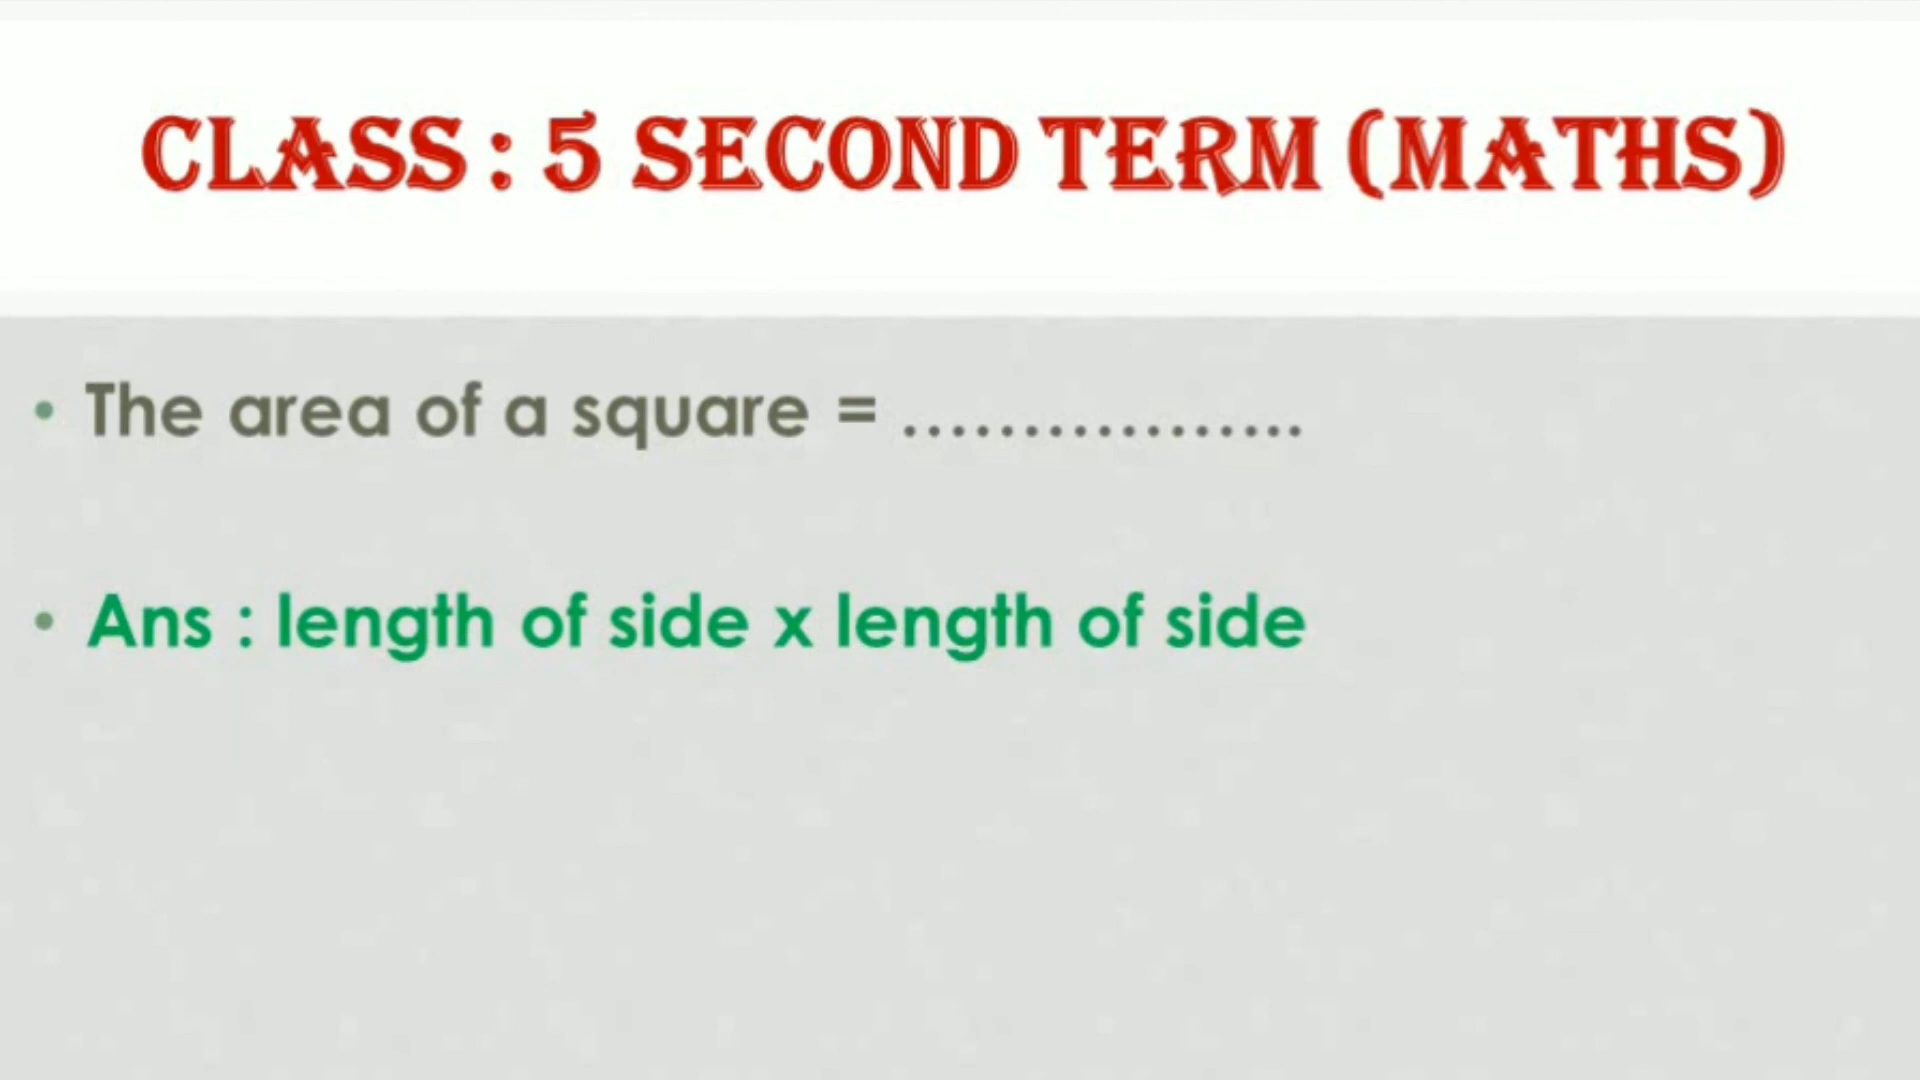 CLASS : 5 SECOND TERM (MATHS)
• The area of a square = .................
• Ans : length of side x length of side